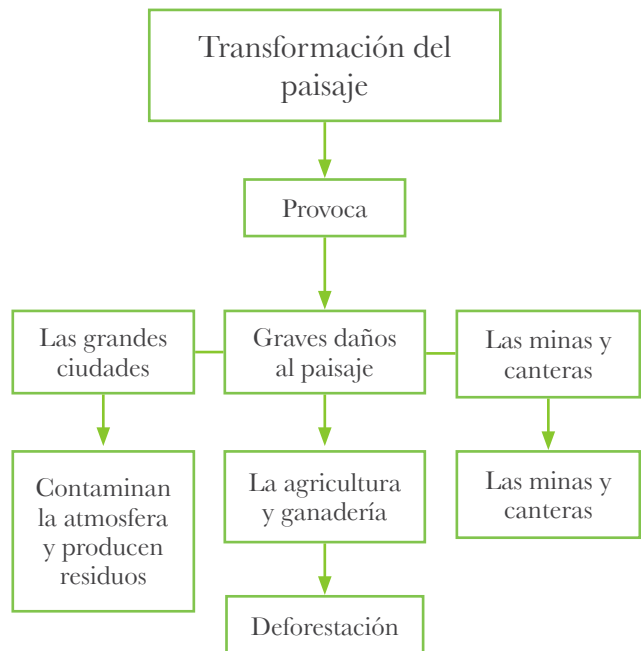 Transformación del
paisaje
Provoca
Las grandes
ciudades
Graves daños
al paisaje
Las minas y
canteras
Contaminan
la atmosfera
y producen
residuos
La agricultura
y ganadería
Las minas y
canteras
Deforestación